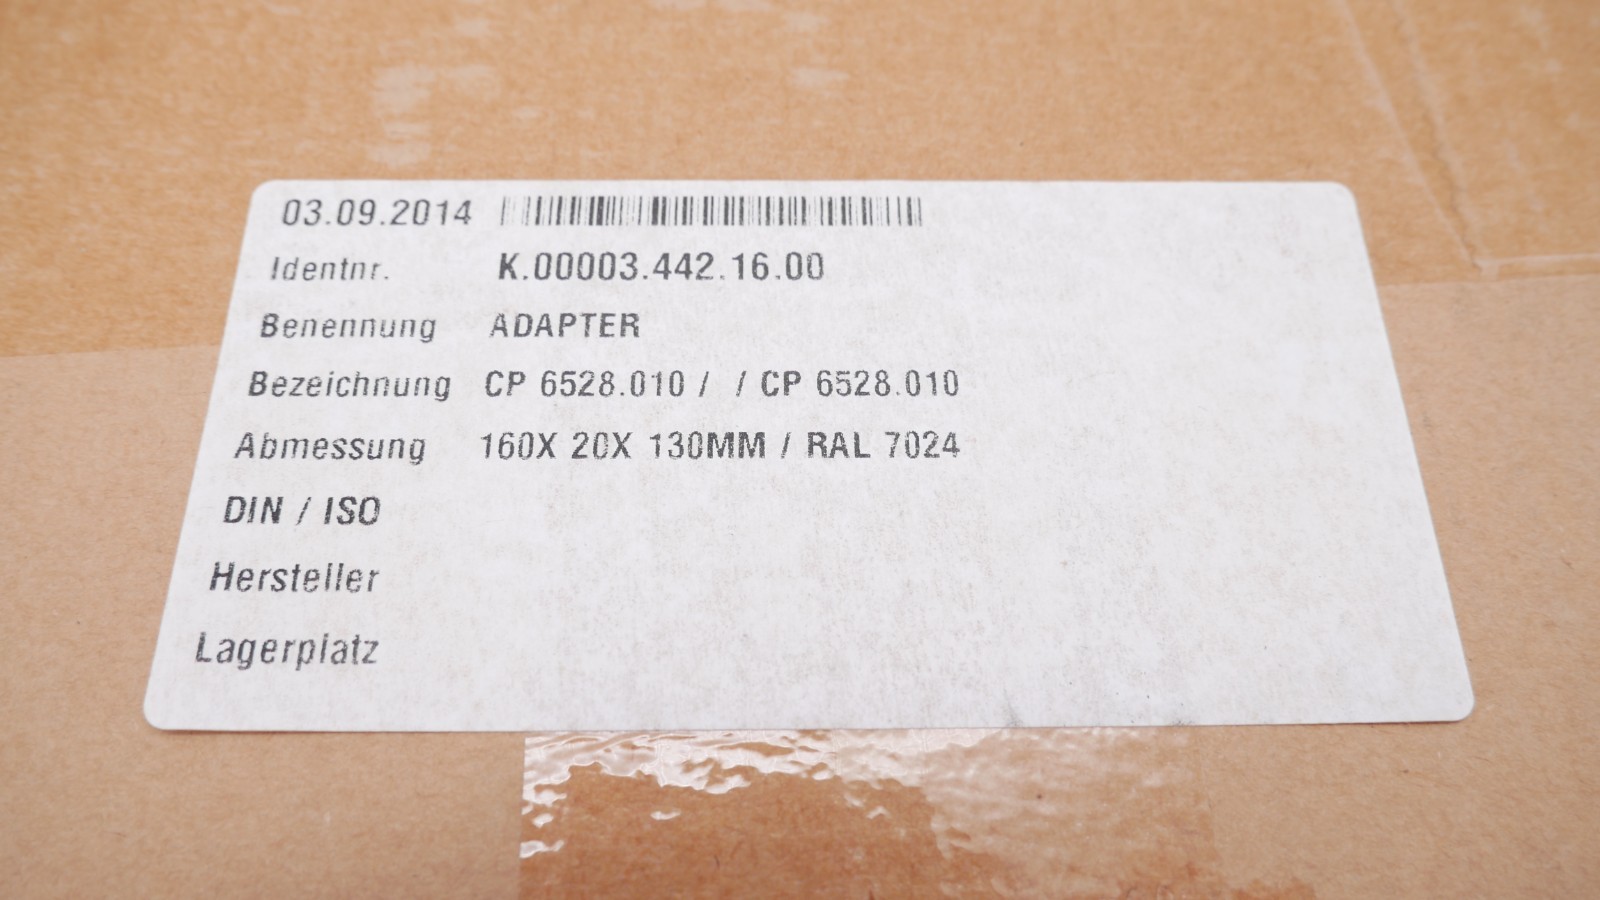 03.09.2014
Identnr. K.00003.442.16.00
Benennung ADAPTER
Bezeichnung CP 6528.010 / / CP 6528.010
Abmessung 160X 20X 130MM / RAL 7024
DIN / ISO
Hersteller
Lagerplatz